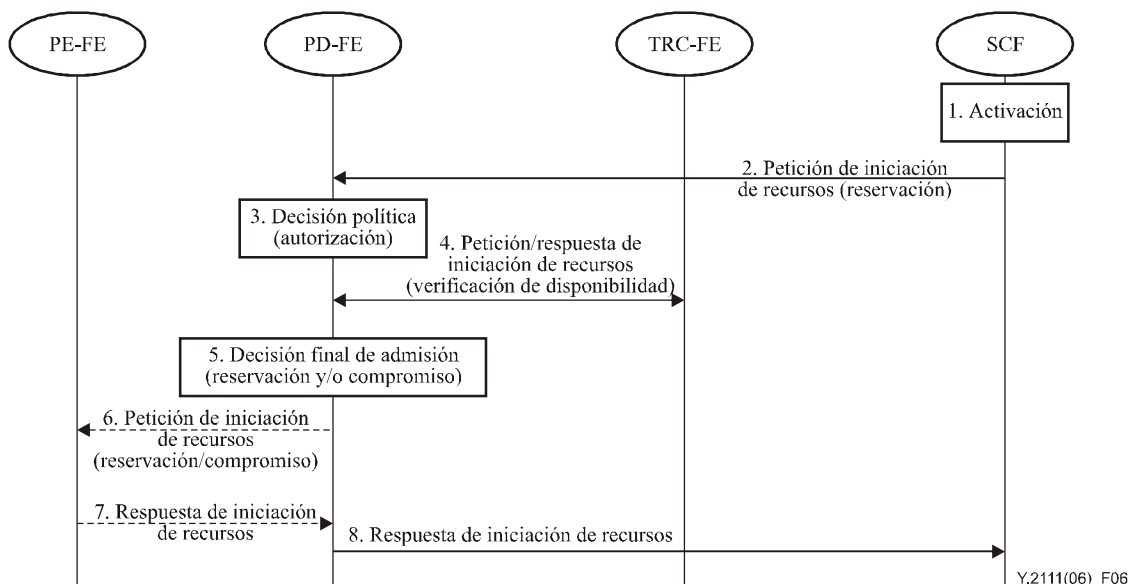 PE-FE
PD-FE
TRC-FE
SCF
1. Activación
2. Petición de iniciación
de recursos (reservación)
3. Decisión política
(autorización)
4. Petición/respuesta de
iniciación de recursos
(verificación de disponibilidad)
5. Decisión final de admisión
(reservación y/o compromiso)
6. Petición de iniciación
de recursos
(reservación/compromiso)
7. Respuesta de iniciación
de recursos
8. Respuesta de iniciación de recursos
Y.2111(06)_F06